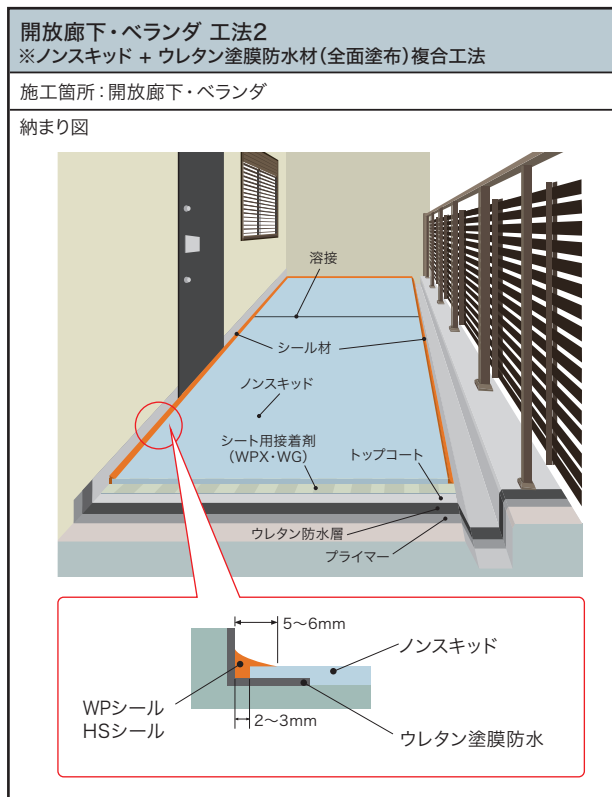 開放廊下・ベランダ 工法2
※ノンスキッド + ウレタン塗膜防水材(全面塗布)複合工法
施工箇所:開放廊下・ベランダ
納まり図
溶接
シール材
ノンスキッド
シート用接着剤
(WPX・WG)
トップコート
ウレタン防水層
プライマー
5〜6mm
ノンスキッド
WPシール
HSシール
2〜3mm
ウレタン塗膜防水